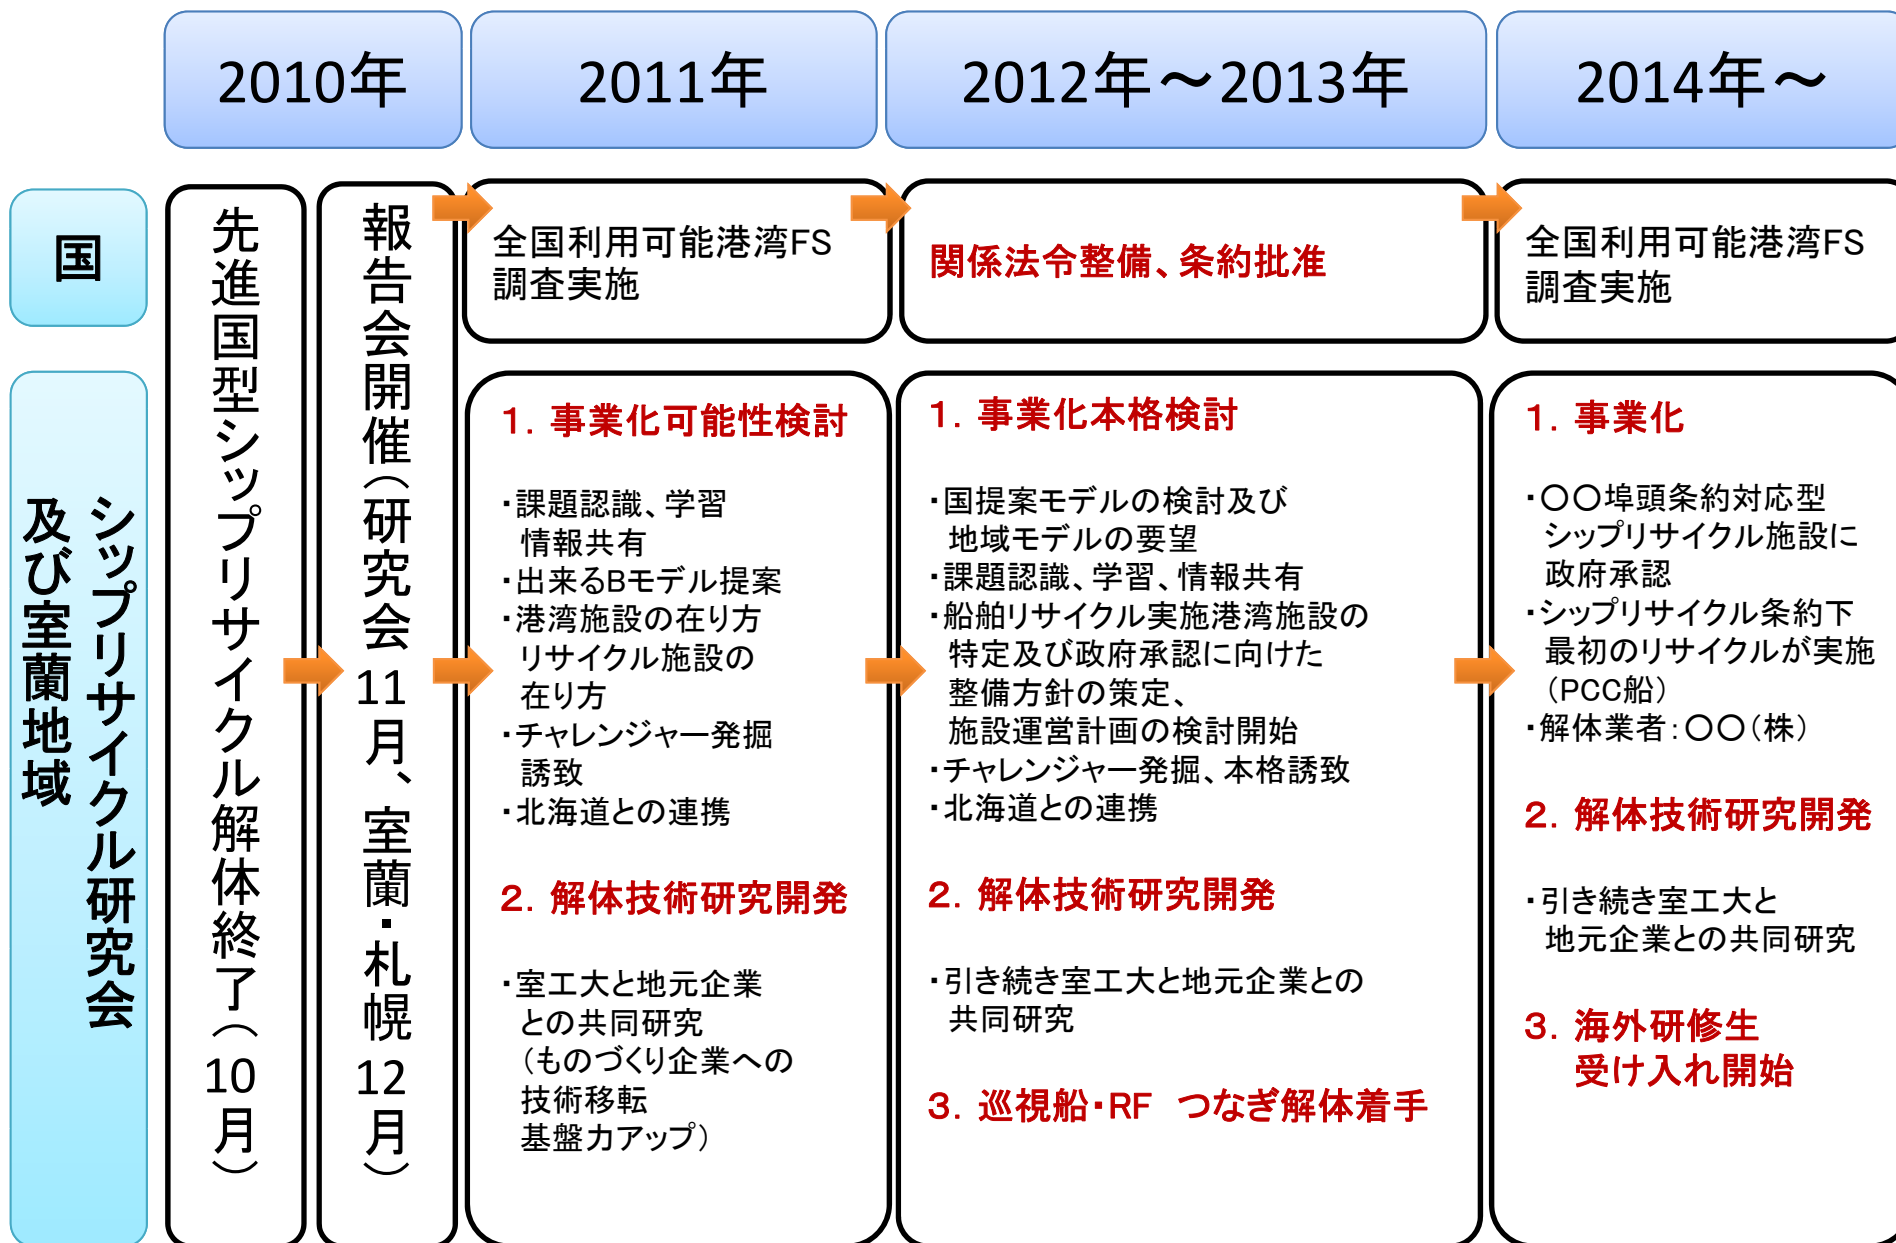 2010年
2011年
2012年～2013年
2014年～
国
先進国型シップリサイクル解体終了（10月）
報告会開催（研究会11月、室蘭・札幌12月）
全国利用可能港湾FS
調査実施
関係法令整備、条約批准
全国利用可能港湾FS
調査実施
シップリサイクル研究会
及び室蘭地域
1．事業化可能性検討
・課題認識、学習
情報共有
・出来るBモデル提案
・港湾施設の在り方
リサイクル施設の
在り方
・チャレンジャー発掘
誘致
・北海道との連携
2．解体技術研究開発
・室工大と地元企業
との共同研究
（ものづくり企業への
技術移転
基盤力アップ）
1．事業化本格検討
・国提案モデルの検討及び
地域モデルの要望
・課題認識、学習、情報共有
・船舶リサイクル実施港湾施設の
特定及び政府承認に向けた
整備方針の策定、
施設運営計画の検討開始
・チャレンジャー発掘、本格誘致
・北海道との連携
2．解体技術研究開発
・引き続き室工大と地元企業との
共同研究
3．巡視船・RF　つなぎ解体着手
1．事業化
・〇〇埠頭条約対応型
シップリサイクル施設に
政府承認
・シップリサイクル条約下
最初のリサイクルが実施
（PCC船）
・解体業者：〇〇（株）
2．解体技術研究開発
・引き続き室工大と
地元企業との共同研究
3．海外研修生
受け入れ開始